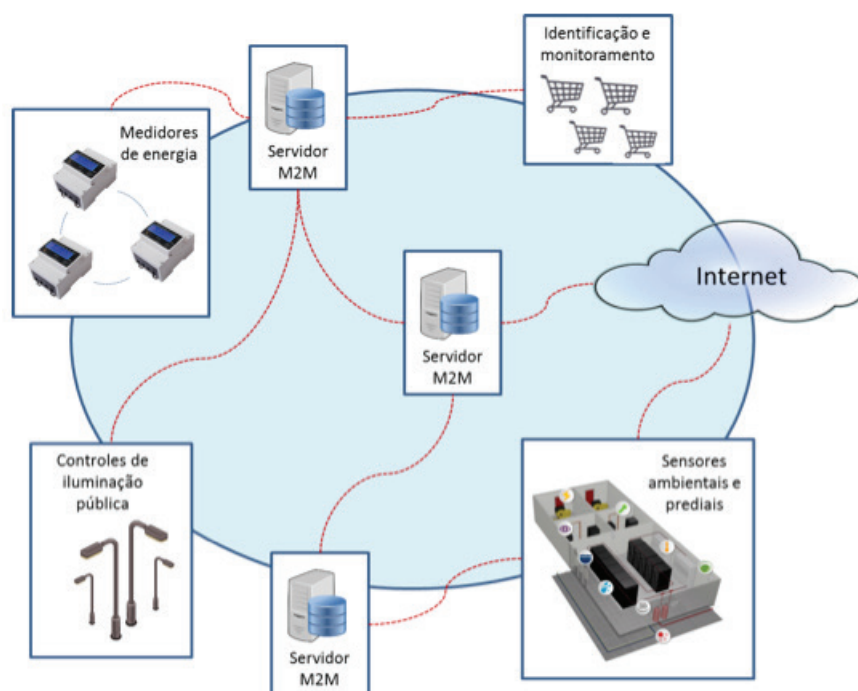 Identificação e
monitoramento
Medidores
de energia
Servidor
M2M
Internet
Servidor
M2M
Controles de
iluminação
pública
Sensores
ambientais e
prediais
Servidor
M2M